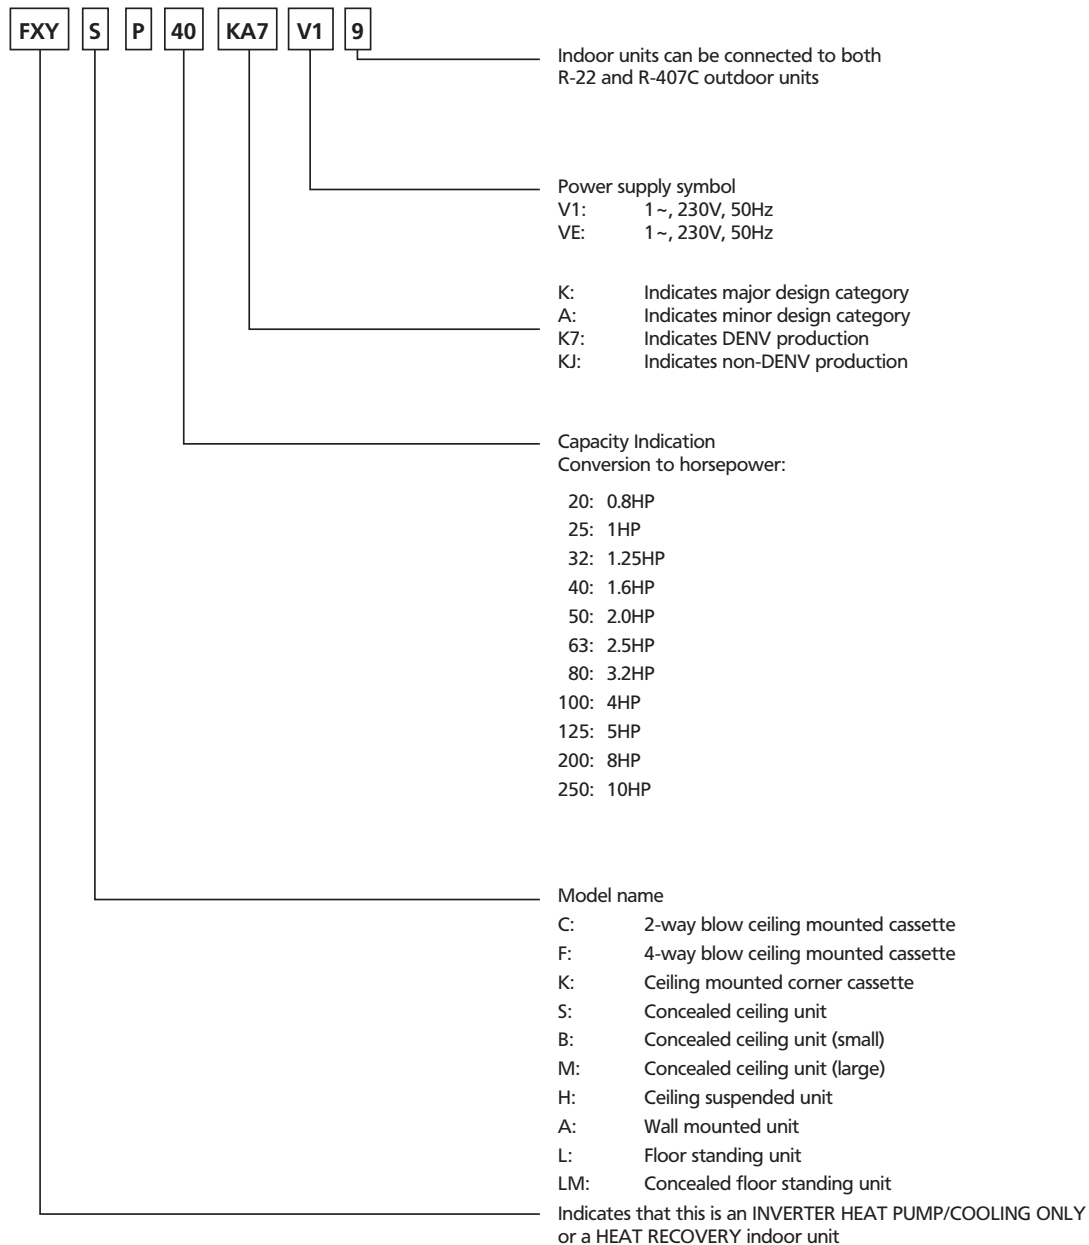 FXY S P 40 KA7 V1 9
Indoor units can be connected to both
R-22 and R-407C outdoor units
Power supply symbol
V1: 1~, 230V, 50Hz
VE: 1~, 230V, 50Hz
K: Indicates major design category
A: Indicates minor design category
K7: Indicates DENV production
KJ: Indicates non-DENV production
Capacity Indication
Conversion to horsepower:
20: 0.8HP
25: 1HP
32: 1.25HP
40: 1.6HP
50: 2.0HP
63: 2.5HP
80: 3.2HP
100: 4HP
125: 5HP
200: 8HP
250: 10HP
Model name
C: 2-way blow ceiling mounted cassette
F: 4-way blow ceiling mounted cassette
K: Ceiling mounted corner cassette
S: Concealed ceiling unit
B: Concealed ceiling unit (small)
M: Concealed ceiling unit (large)
H: Ceiling suspended unit
A: Wall mounted unit
L: Floor standing unit
LM: Concealed floor standing unit
Indicates that this is an INVERTER HEAT PUMP/COOLING ONLY
or a HEAT RECOVERY indoor unit